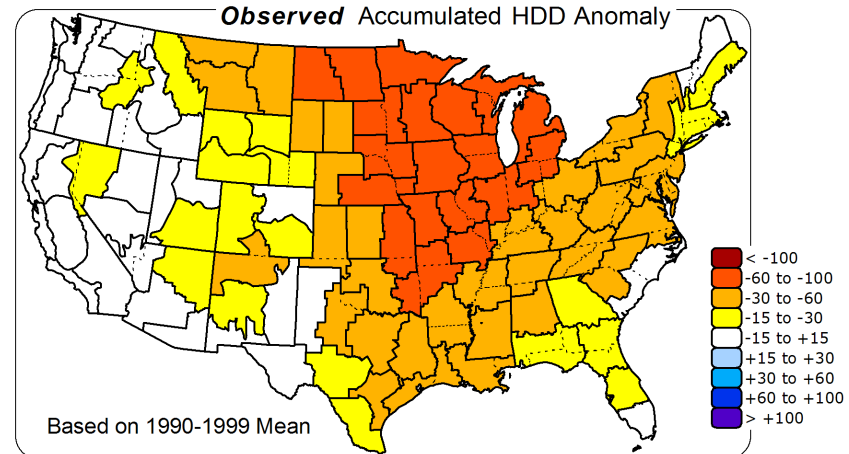 Observed Accumulated HDD Anomaly
< -100
-60 to -100
-30 to -60
-15 to -30
-15 to +15
+15 to +30
+30 to +60
+60 to +100
> +100
Based on 1990-1999 Mean